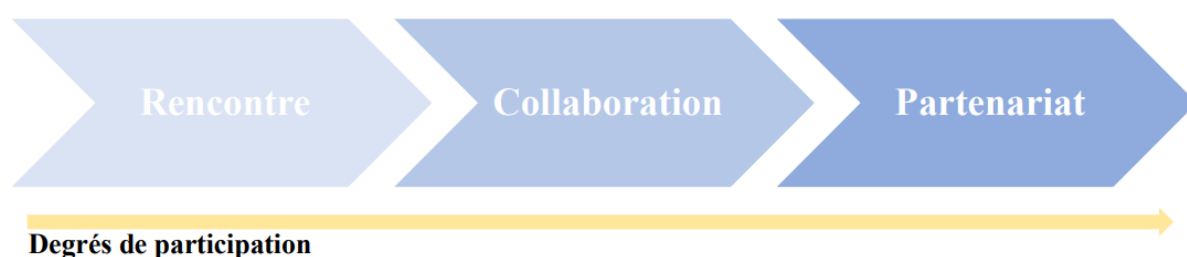 Rencontre
Collaboration
Partenariat
Degrés de participation